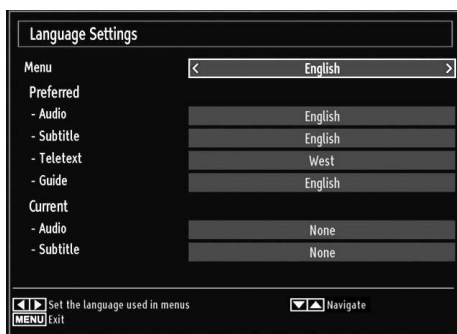 Language Settings
Menu < English >
Preferred
- Audio English
- Subtitle English
- Teletext West
- Guide English
Current
- Audio None
- Subtitle None
◀ ▶ Set the language used in menus ▼ ▲ Navigate
MENU Exit